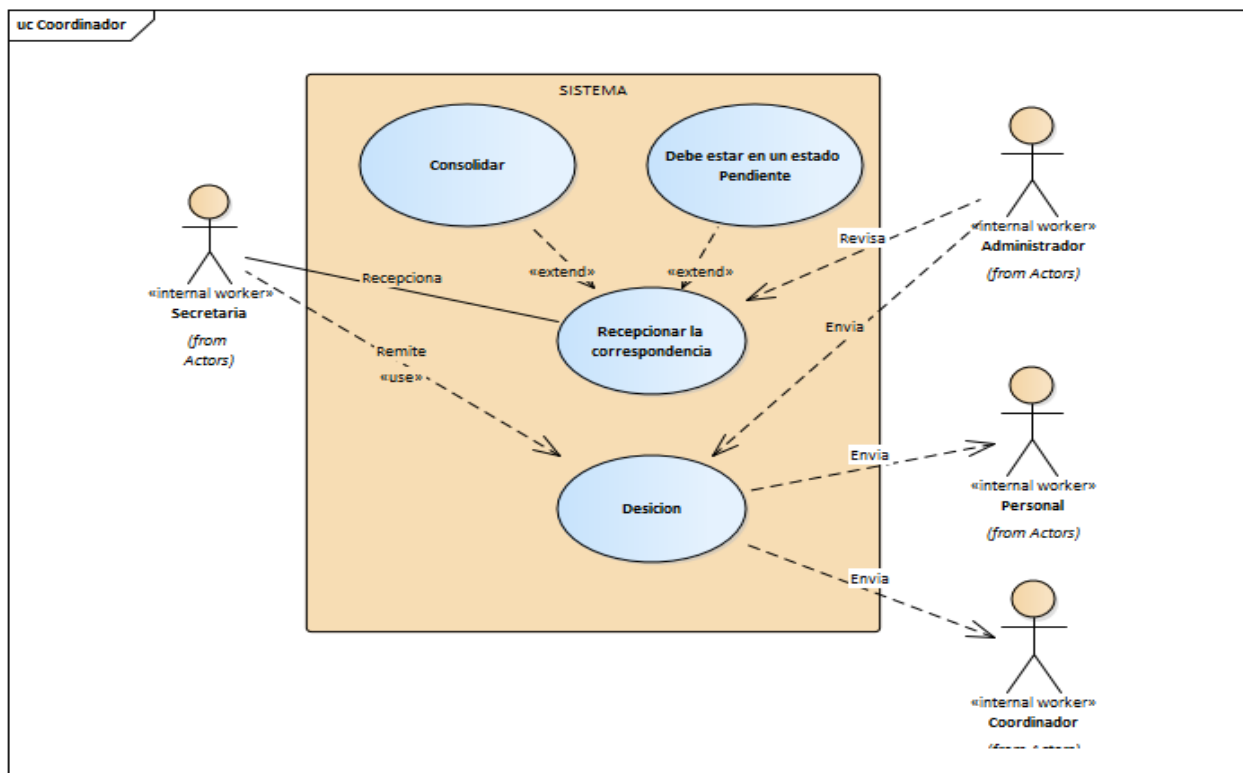 uc Coordinador
SISTEMA
Consolidar
Debe estar en un estado
Pendiente
«internal worker»
Administrador
(from Actors)
Revisa
«extend»
«extend»
Recepciona
«internal worker»
Secretaria
(from
Actors)
Recepcionar la
correspondencia
Envia
Remite
«use»
Envia
«internal worker»
Personal
(from Actors)
Desicion
Envia
«internal worker»
Coordinador
(from Actors)